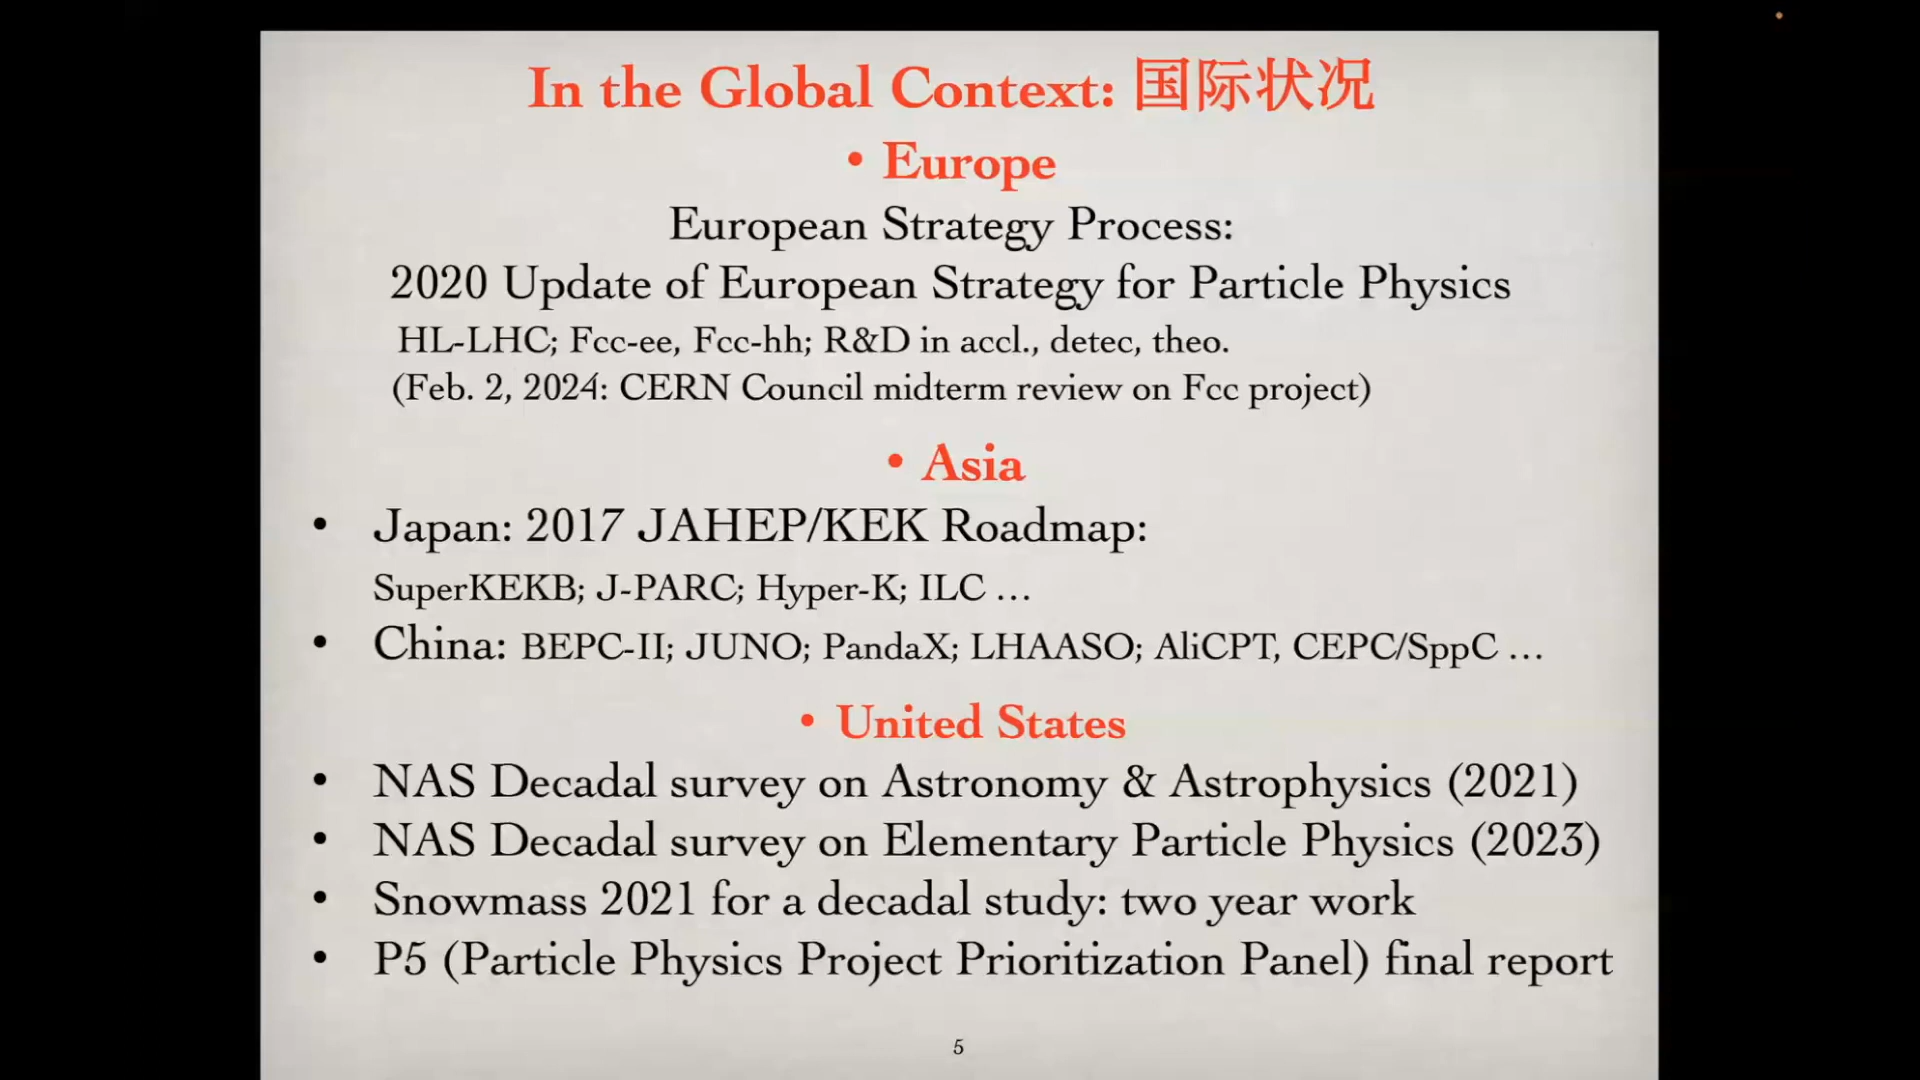 In the Global Context: 国际状况
• Europe
European Strategy Process:
2020 Update of European Strategy for Particle Physics
HL-LHC; Fcc-ee, Fcc-hh; R&D in accl., detec, theo.
(Feb. 2, 2024: CERN Council midterm review on Fcc project)
• Asia
• Japan: 2017 JAHEP/KEK Roadmap:
SuperKEKB; J-PARC; Hyper-K; ILC ...
• China: BEPC-II; JUNO; PandaX; LHAASO; AliCPT, CEPC/SppC ...
• United States
• NAS Decadal survey on Astronomy & Astrophysics (2021)
• NAS Decadal survey on Elementary Particle Physics (2023)
• Snowmass 2021 for a decadal study: two year work
• P5 (Particle Physics Project Prioritization Panel) final report
5